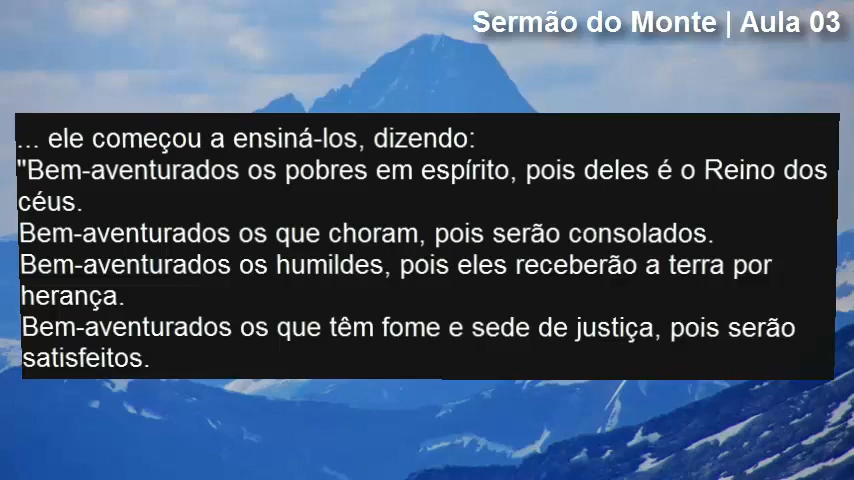 Sermão do Monte | Aula 03
... ele começou a ensiná-los, dizendo:
"Bem-aventurados os pobres em espírito, pois deles é o Reino dos
céus.
Bem-aventurados os que choram, pois serão consolados.
Bem-aventurados os humildes, pois eles receberão a terra por
herança.
Bem-aventurados os que têm fome e sede de justiça, pois serão
satisfeitos.